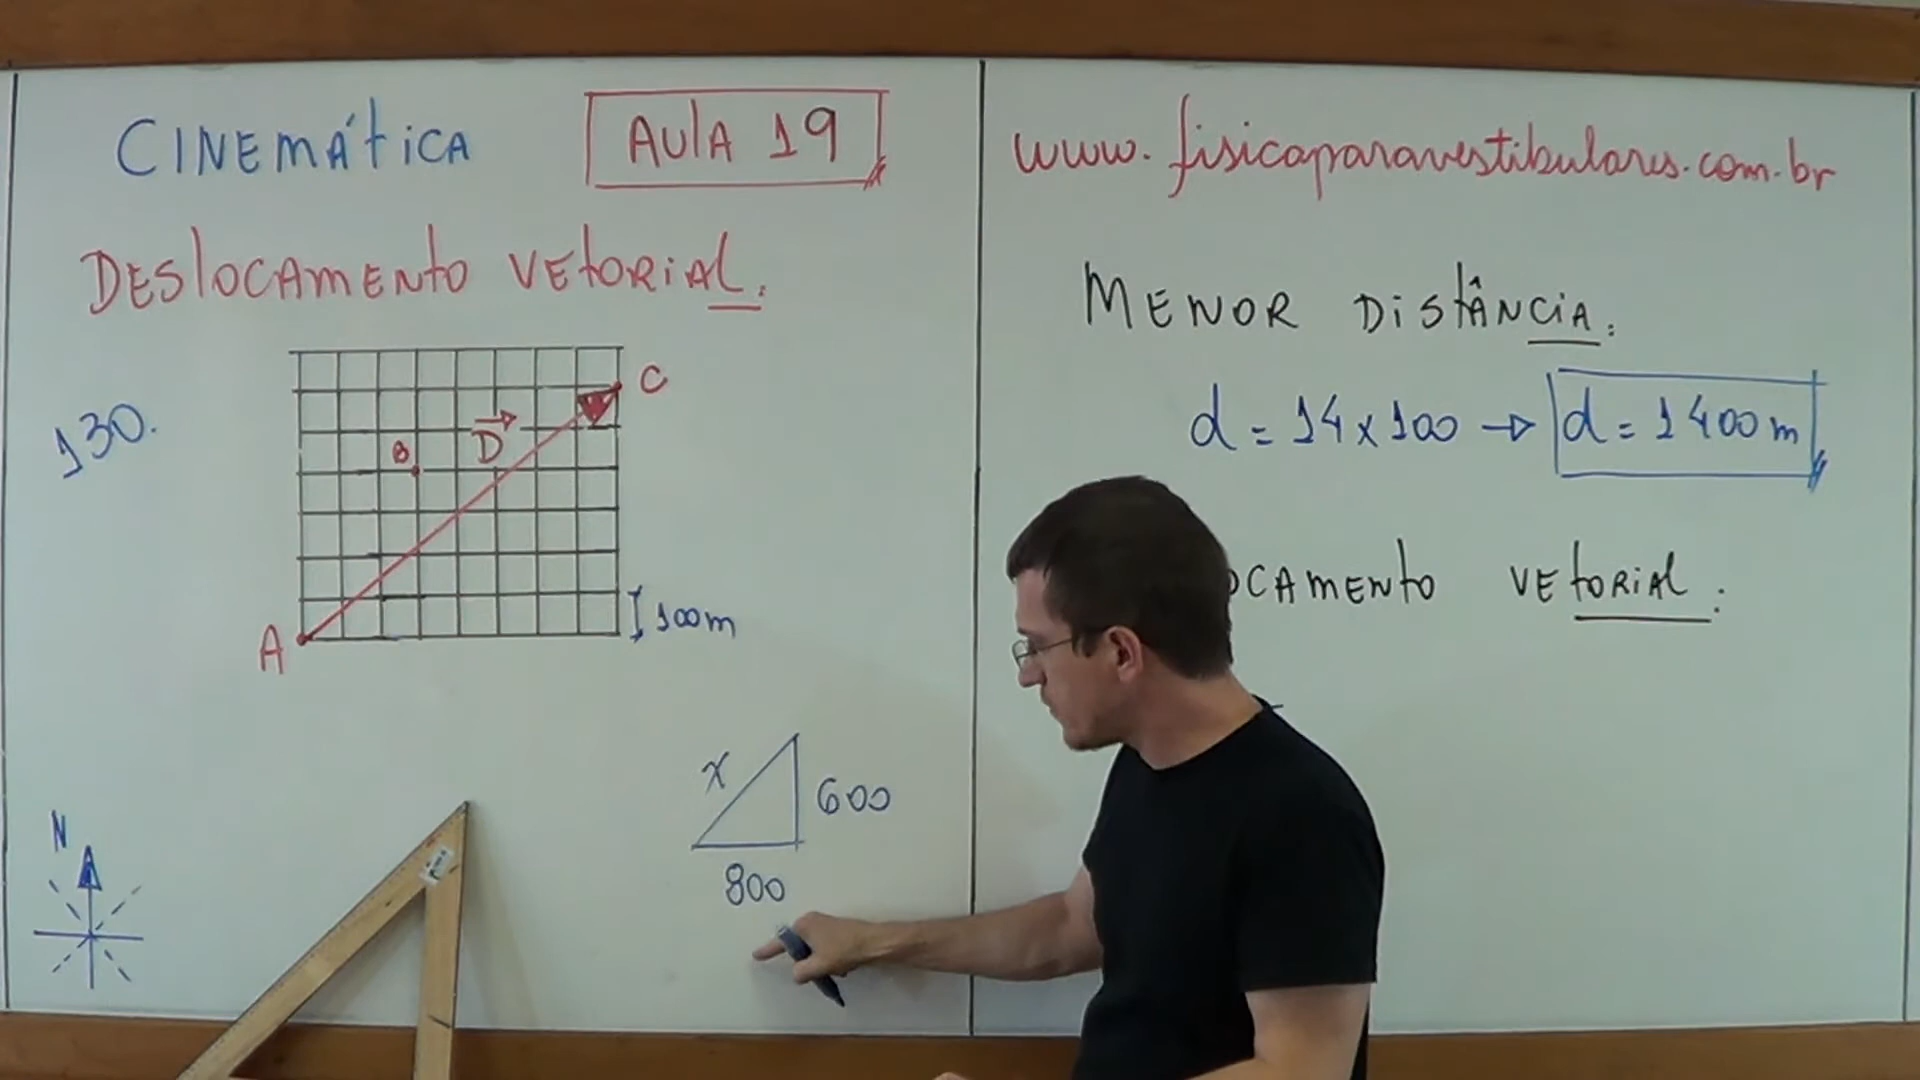 CINEMÁTICA
AULA 19
DESLOCAMENTO VETORIAL.
130.
C
B
D
A
100m
N
x
600
800
www.fisicaparavestibulares.com.br
MENOR DISTÂNCIA:
d = 14 x 100 → d = 1400 m
OCAMENTO VETORIAL: